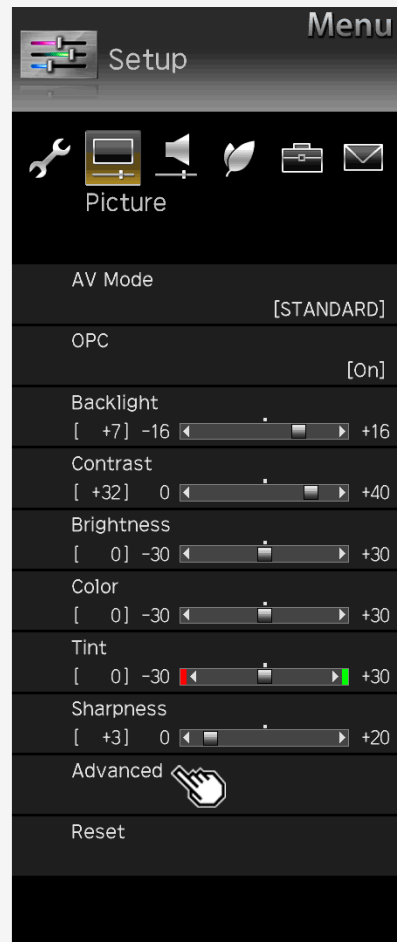 Menu
Setup
Picture
AV Mode
[STANDARD]
OPC
[On]
Backlight
[ +7] -16 +16
Contrast
[ +32] 0 +40
Brightness
[ 0] -30 +30
Color
[ 0] -30 +30
Tint
[ 0] -30 +30
Sharpness
[ +3] 0 +20
Advanced
Reset